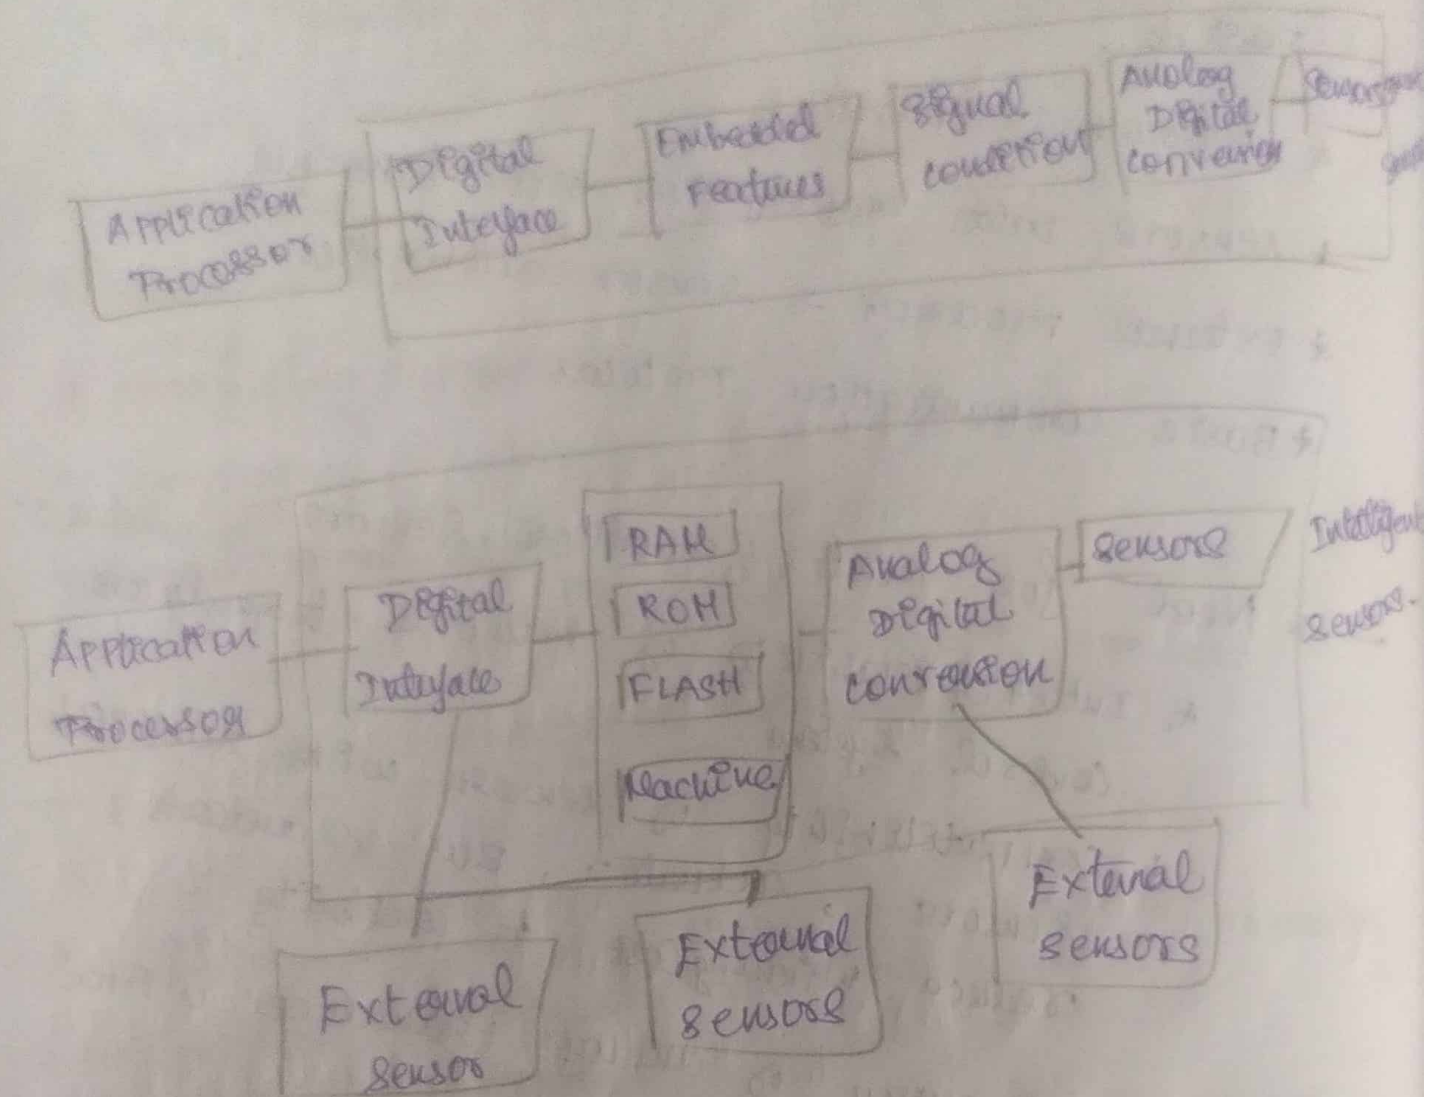 Application
Processor
Digital
Interface
Embedded
Features
Signal
condition
Analog
Digital
conversion
Sensors
Application
Processor
Digital
Interface
RAM
ROM
FLASH
Machine
Analog
Digital
conversion
sensors
Intelligent
sensors.
External
sensor
External
sensors
External
sensors